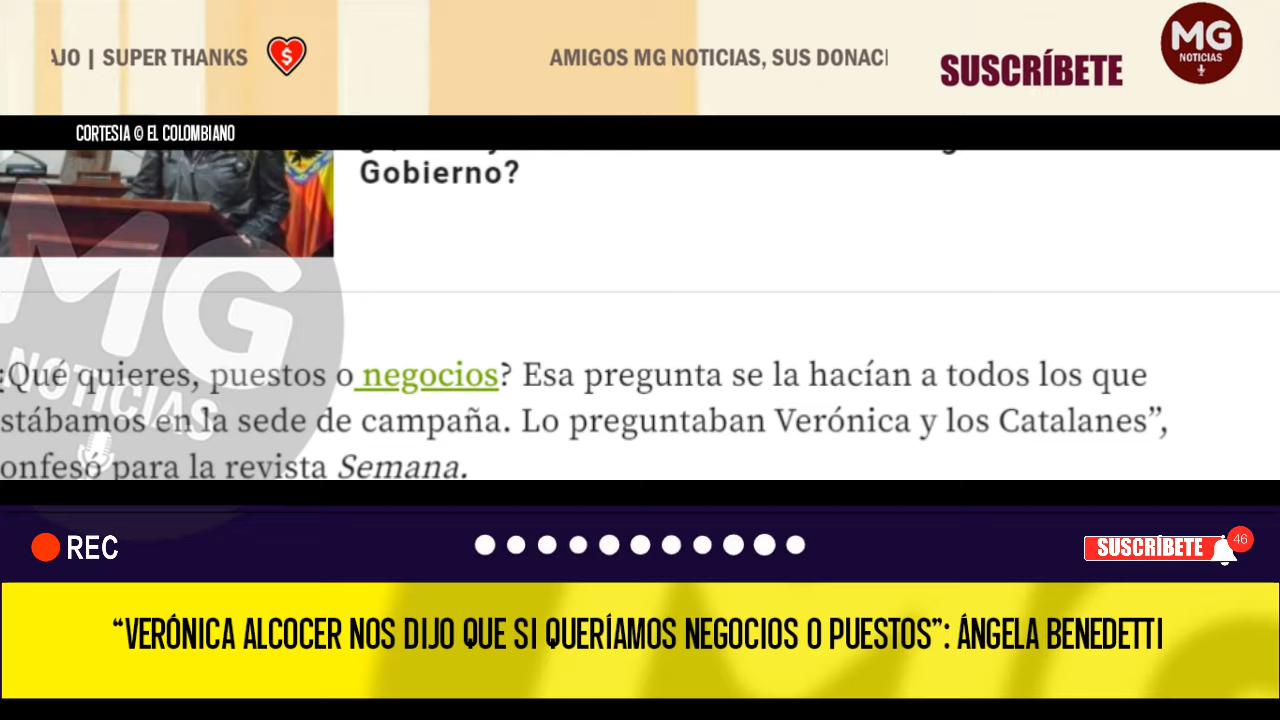 AJO | SUPER THANKS
AMIGOS MG NOTICIAS, SUS DONACI
SUSCRÍBETE
MG
NOTICIAS
CORTESIA © EL COLOMBIANO
Gobierno?
MG
NOTICIAS
¿Qué quieres, puestos o negocios? Esa pregunta se la hacían a todos los que
stábamos en la sede de campaña. Lo preguntaban Verónica y los Catalanes”,
onfesó para la revista Semana.
REC
SUSCRÍBETE
46
“VERÓNICA ALCOCER NOS DIJO QUE SI QUERÍAMOS NEGOCIOS O PUESTOS”: ÁNGELA BENEDETTI